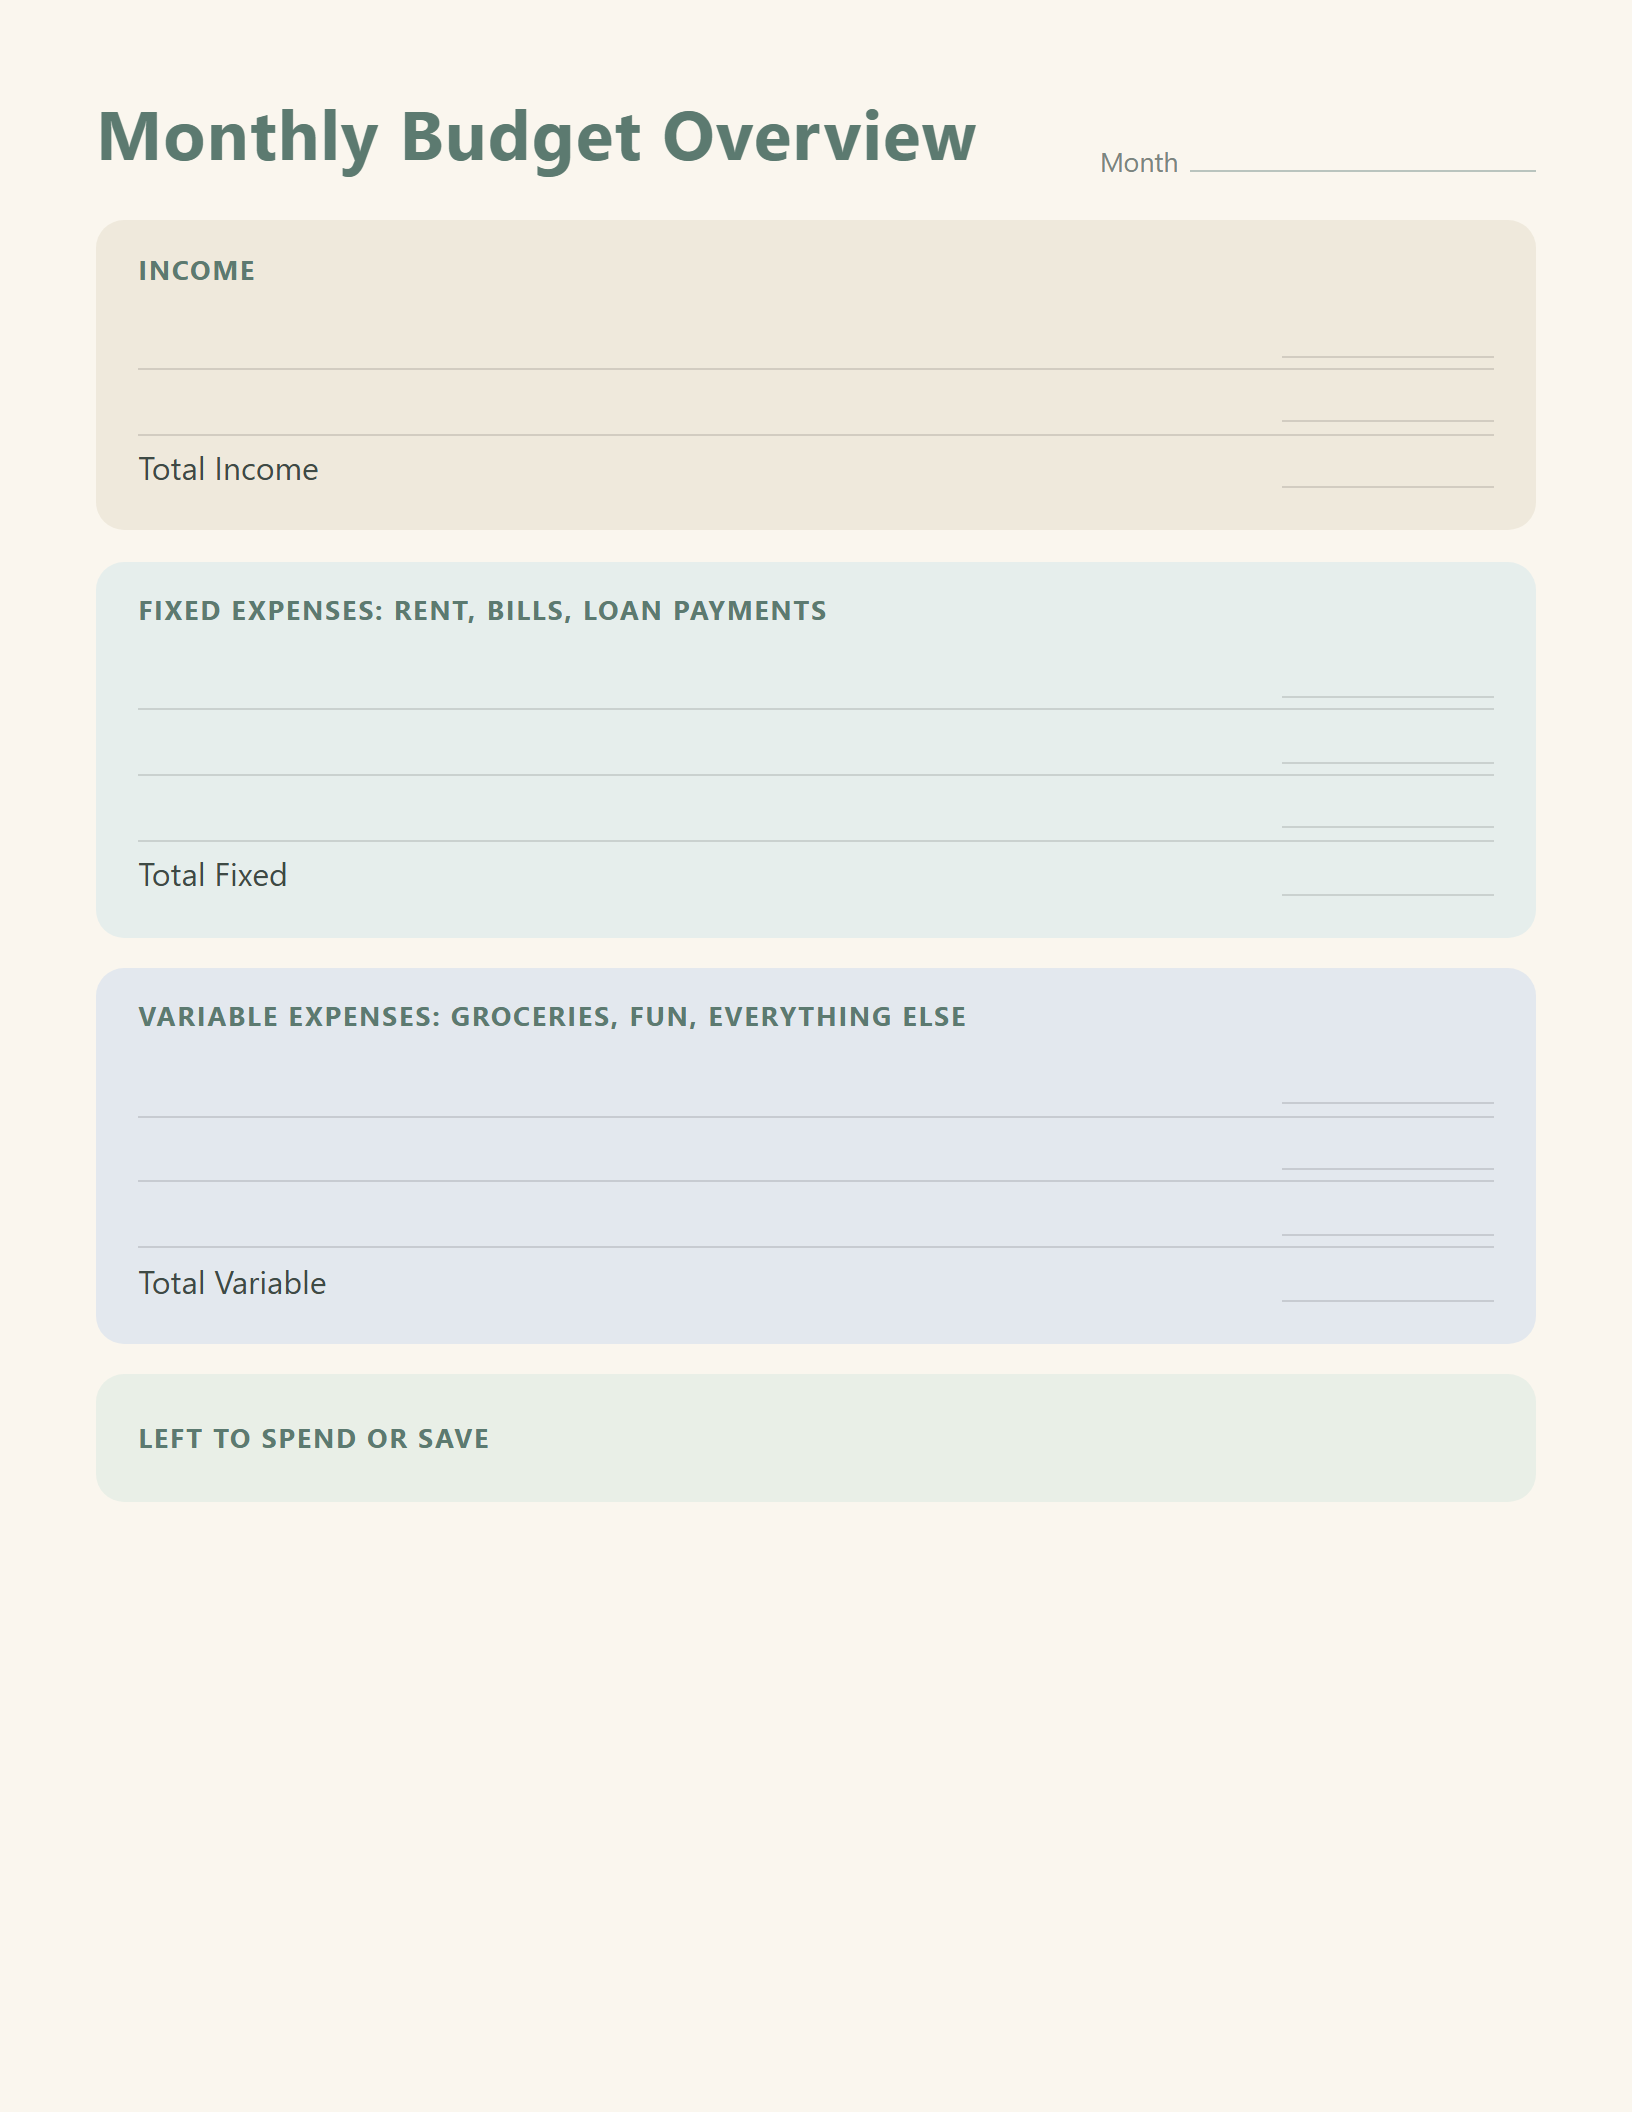 Monthly Budget Overview
Month
INCOME
Total Income
FIXED EXPENSES: RENT, BILLS, LOAN PAYMENTS
Total Fixed
VARIABLE EXPENSES: GROCERIES, FUN, EVERYTHING ELSE
Total Variable
LEFT TO SPEND OR SAVE